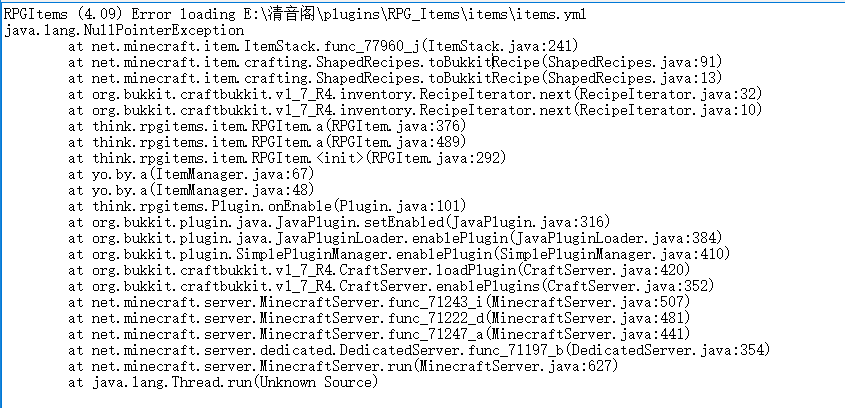 RPGItems (4.09) Error loading E:\清音阁\plugins\RPG_Items\items\items.yml
java.lang.NullPointerException
at net.minecraft.item.ItemStack.func_77960_j(ItemStack.java:241)
at net.minecraft.item.crafting.ShapedRecipes.toBukkitRecipe(ShapedRecipes.java:91)
at net.minecraft.item.crafting.ShapedRecipes.toBukkitRecipe(ShapedRecipes.java:13)
at org.bukkit.craftbukkit.v1_7_R4.inventory.RecipeIterator.next(RecipeIterator.java:32)
at org.bukkit.craftbukkit.v1_7_R4.inventory.RecipeIterator.next(RecipeIterator.java:10)
at think.rpgitems.item.RPGItem.a(RPGItem.java:376)
at think.rpgitems.item.RPGItem.a(RPGItem.java:489)
at think.rpgitems.item.RPGItem.<init>(RPGItem.java:292)
at yo.by.a(ItemManager.java:67)
at yo.by.a(ItemManager.java:48)
at think.rpgitems.Plugin.onEnable(Plugin.java:101)
at org.bukkit.plugin.java.JavaPlugin.setEnabled(JavaPlugin.java:316)
at org.bukkit.plugin.java.JavaPluginLoader.enablePlugin(JavaPluginLoader.java:384)
at org.bukkit.plugin.SimplePluginManager.enablePlugin(SimplePluginManager.java:410)
at org.bukkit.craftbukkit.v1_7_R4.CraftServer.loadPlugin(CraftServer.java:420)
at org.bukkit.craftbukkit.v1_7_R4.CraftServer.enablePlugins(CraftServer.java:352)
at net.minecraft.server.MinecraftServer.func_71243_i(MinecraftServer.java:507)
at net.minecraft.server.MinecraftServer.func_71222_d(MinecraftServer.java:481)
at net.minecraft.server.MinecraftServer.func_71247_a(MinecraftServer.java:441)
at net.minecraft.server.dedicated.DedicatedServer.func_71197_b(DedicatedServer.java:354)
at net.minecraft.server.MinecraftServer.run(MinecraftServer.java:627)
at java.lang.Thread.run(Unknown Source)